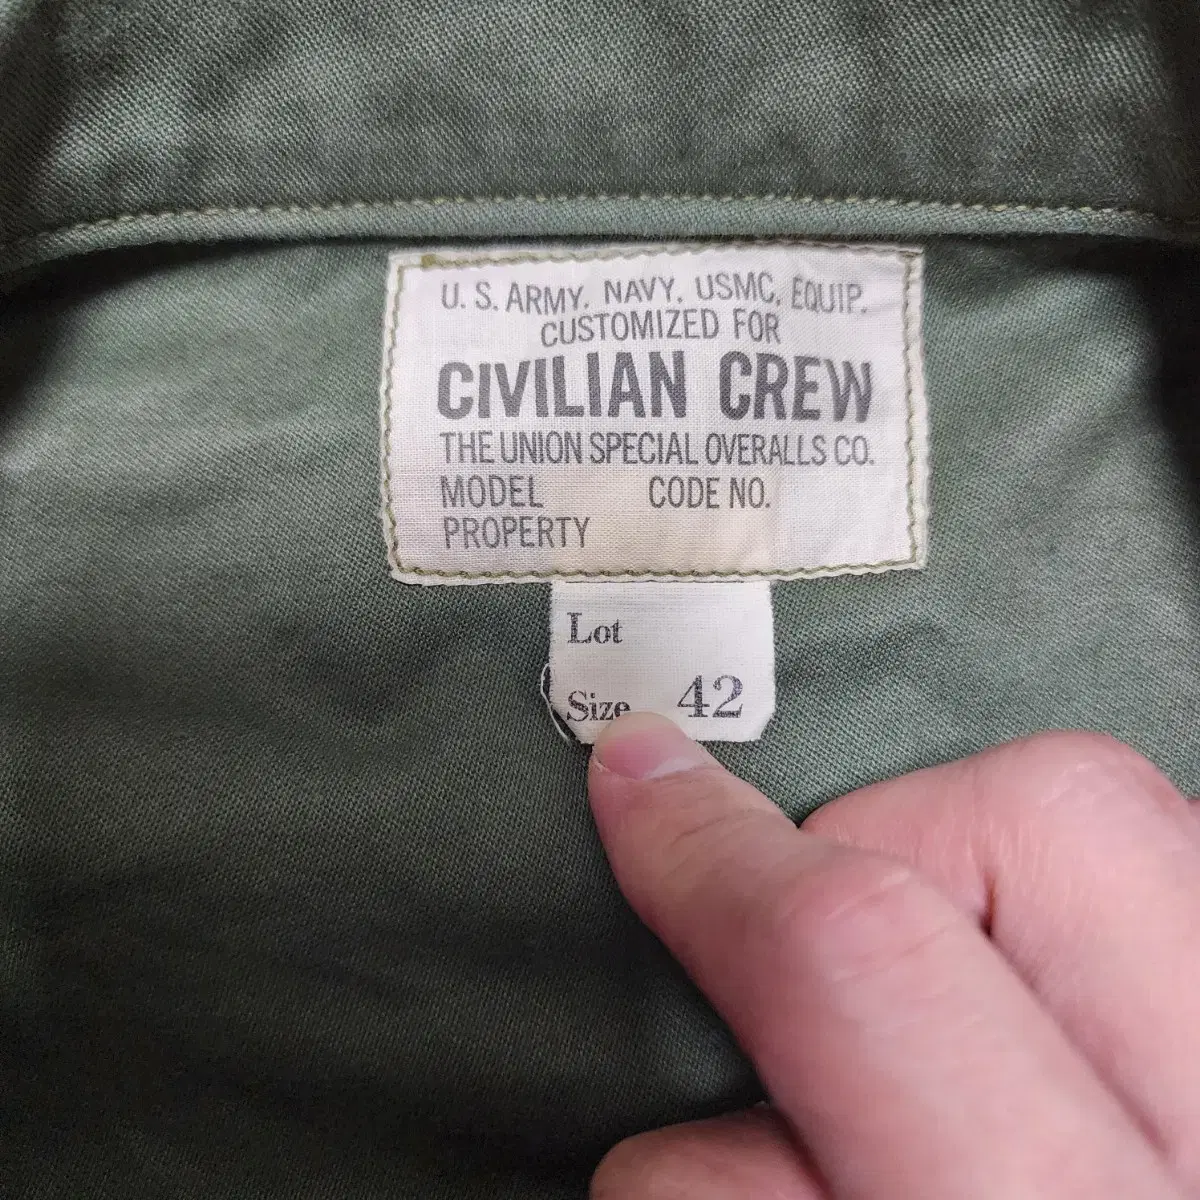 U. S. ARMY. NAVY. USMC. EQUIP.
CUSTOMIZED FOR
CIVILIAN CREW
THE UNION SPECIAL OVERALLS CO.
MODEL CODE NO.
PROPERTY
Lot
Size 42